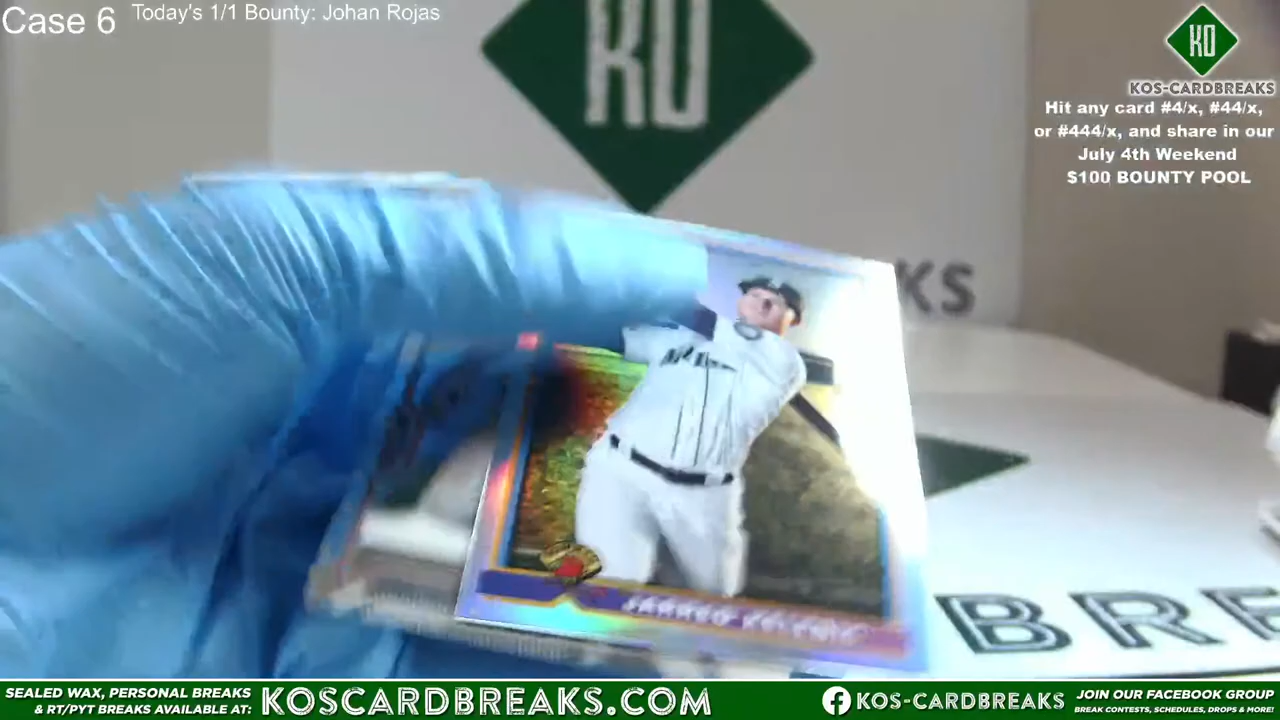 Case 6
Today's 1/1 Bounty: Johan Rojas
KO
KO
KOS-CARDBREAKS
Hit any card #4/x, #44/x,
or #444/x, and share in our
July 4th Weekend
$100 BOUNTY POOL
KS
JARRED KELENIC
BRE
SEALED WAX, PERSONAL BREAKS
& RT/PYT BREAKS AVAILABLE AT:
KOSCARDBREAKS.COM
KOS-CARDBREAKS
JOIN OUR FACEBOOK GROUP
BREAK CONTESTS, SCHEDULES, DROPS & MORE!